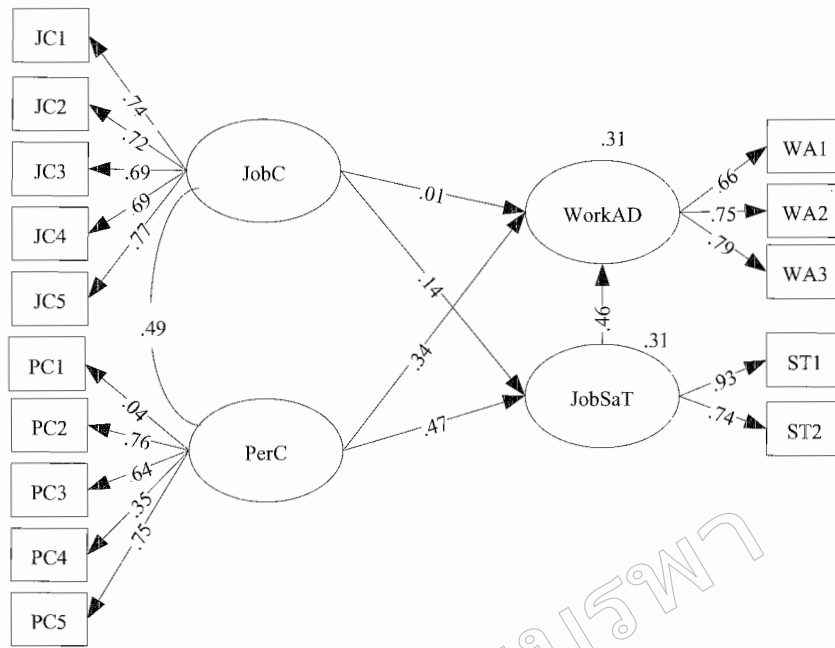 JC1
JC2
JC3
JC4
JC5
.74
.72
.69
.69
.77
JobC
.49
PC1
PC2
PC3
PC4
PC5
.04
.76
.64
.35
.75
PerC
.01
.14
.34
.47
.31
WorkAD
.46
.31
JobSaT
.66
.75
.79
WA1
WA2
WA3
.93
.74
ST1
ST2